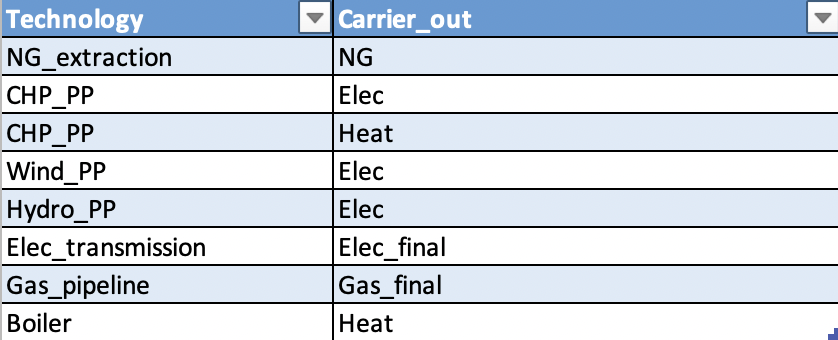 Technology Carrier_out
NG_extraction NG
CHP_PP Elec
CHP_PP Heat
Wind_PP Elec
Hydro_PP Elec
Elec_transmission Elec_final
Gas_pipeline Gas_final
Boiler Heat